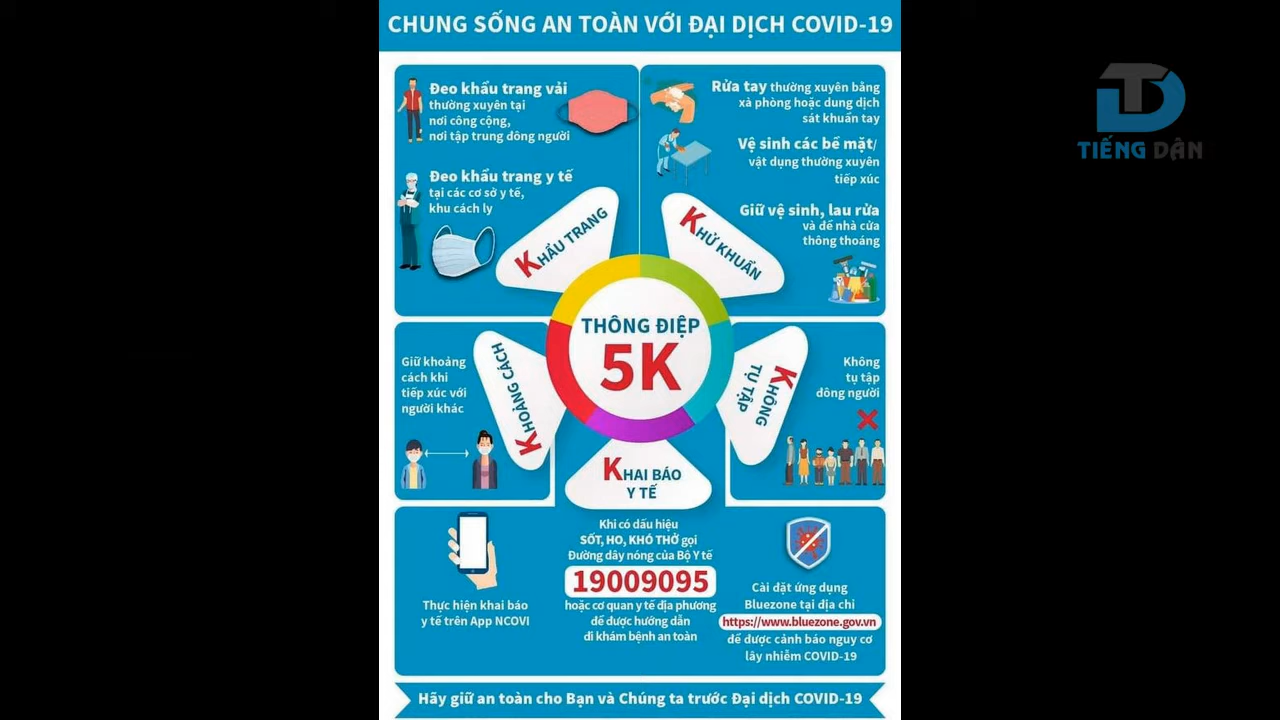 CHUNG SỐNG AN TOÀN VỚI ĐẠI DỊCH COVID-19
TIẾNG DÂN
Đeo khẩu trang vải
thường xuyên tại
nơi công cộng,
nơi tập trung đông người
Đeo khẩu trang y tế
tại các cơ sở y tế,
khu cách ly
KHẨU TRANG
Rửa tay thường xuyên bằng
xà phòng hoặc dung dịch
sát khuẩn tay
Vệ sinh các bề mặt/
vật dụng thường xuyên
tiếp xúc
Giữ vệ sinh, lau rửa
và để nhà cửa
thông thoáng
KHỬ KHUẨN
THÔNG ĐIỆP
5K
Giữ khoảng
cách khi
tiếp xúc với
người khác
KHOẢNG CÁCH
KHÔNG
TỤ TẬP
Không
tụ tập
đông người
KHAI BÁO
Y TẾ
Thực hiện khai báo
y tế trên App NCOVI
Khi có dấu hiệu
SỐT, HO, KHÓ THỞ gọi
Đường dây nóng của Bộ Y tế
19009095
hoặc cơ quan y tế địa phương
để được hướng dẫn
đi khám bệnh an toàn
Cài đặt ứng dụng
Bluezone tại địa chỉ
https://www.bluezone.gov.vn
để được cảnh báo nguy cơ
lây nhiễm COVID-19
Hãy giữ an toàn cho Bạn và Chúng ta trước Đại dịch COVID-19